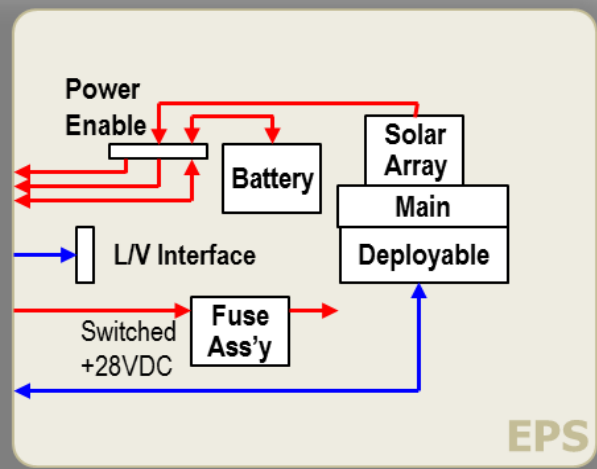 Power
Enable
Solar
Array
Battery
Main
L/V Interface
Deployable
Switched
+28VDC
Fuse
Ass'y
EPS